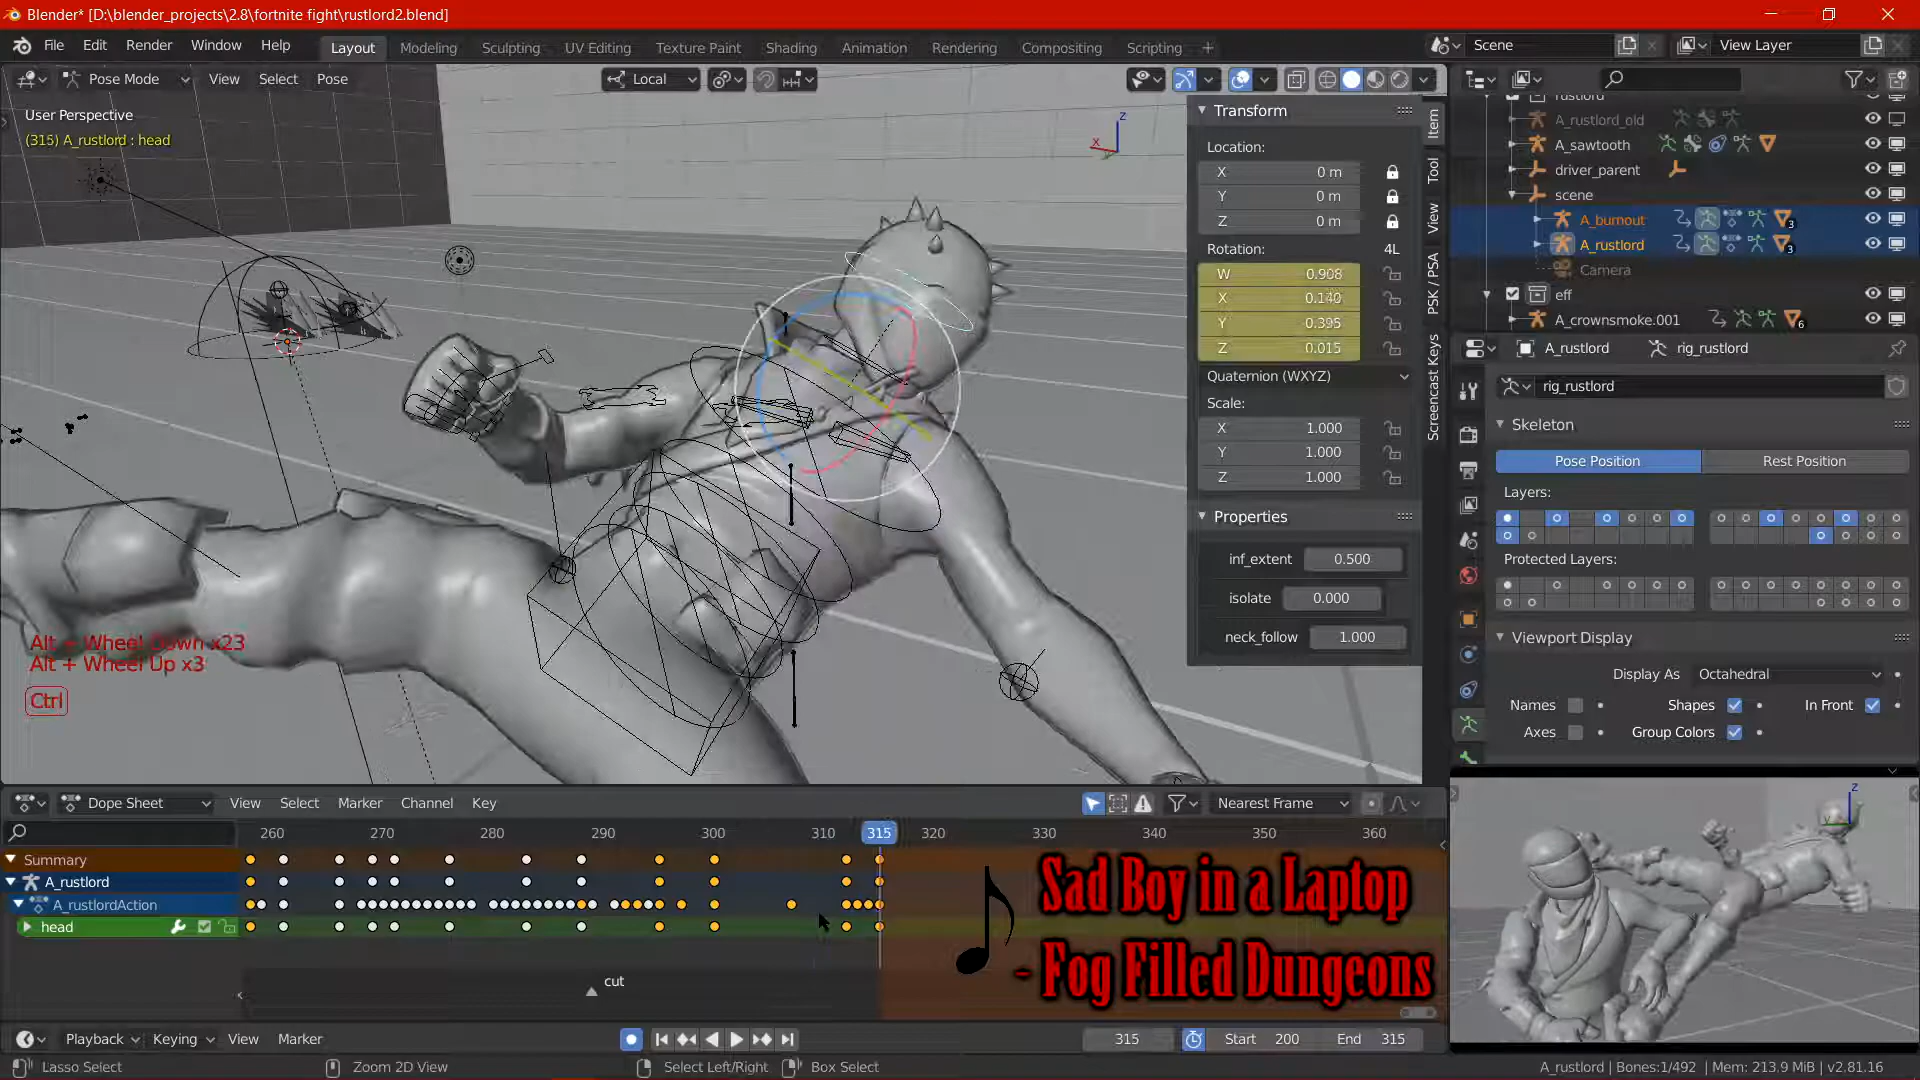 Blender* [D:\blender_projects\2.8\fortnite fight\rustlord2.blend]
File Edit Render Window Help Layout Modeling Sculpting UV Editing Texture Paint Shading Animation Rendering Compositing Scripting + Scene View Layer
Pose Mode View Select Pose Local
User Perspective
(315) A_rustlord : head
Z
X
Transform
Location:
X 0 m
Y 0 m
Z 0 m
Rotation: 4L
W 0.908
X 0.140
Y -0.395
Z 0.015
Quaternion (WXYZ)
Scale:
X 1.000
Y 1.000
Z 1.000
Properties
inf_extent 0.500
isolate 0.000
neck_follow 1.000
Item
Tool
View
PSK / PSA
Screencast Keys
rustlord
A_rustlord_old
A_sawtooth
driver_parent
scene
A_burnout 3
A_rustlord 3
Camera
eff
A_crownsmoke.001 6
A_rustlord rig_rustlord
rig_rustlord
Skeleton
Pose Position Rest Position
Layers:
Protected Layers:
Viewport Display
Display As Octahedral
Names Shapes In Front
Axes Group Colors
Alt + Wheel Down x23
Alt + Wheel Up x3
Ctrl
Dope Sheet View Select Marker Channel Key Nearest Frame
260 270 280 290 300 310 315 320 330 340 350 360
Summary
A_rustlord
A_rustlordAction
head
cut
Sad Boy in a Laptop
- Fog Filled Dungeons
Z
Playback Keying View Marker 315 Start 200 End 315
Lasso Select Zoom 2D View Select Left/Right Box Select A_rustlord | Bones:1/492 | Mem: 213.9 MiB | v2.81.16